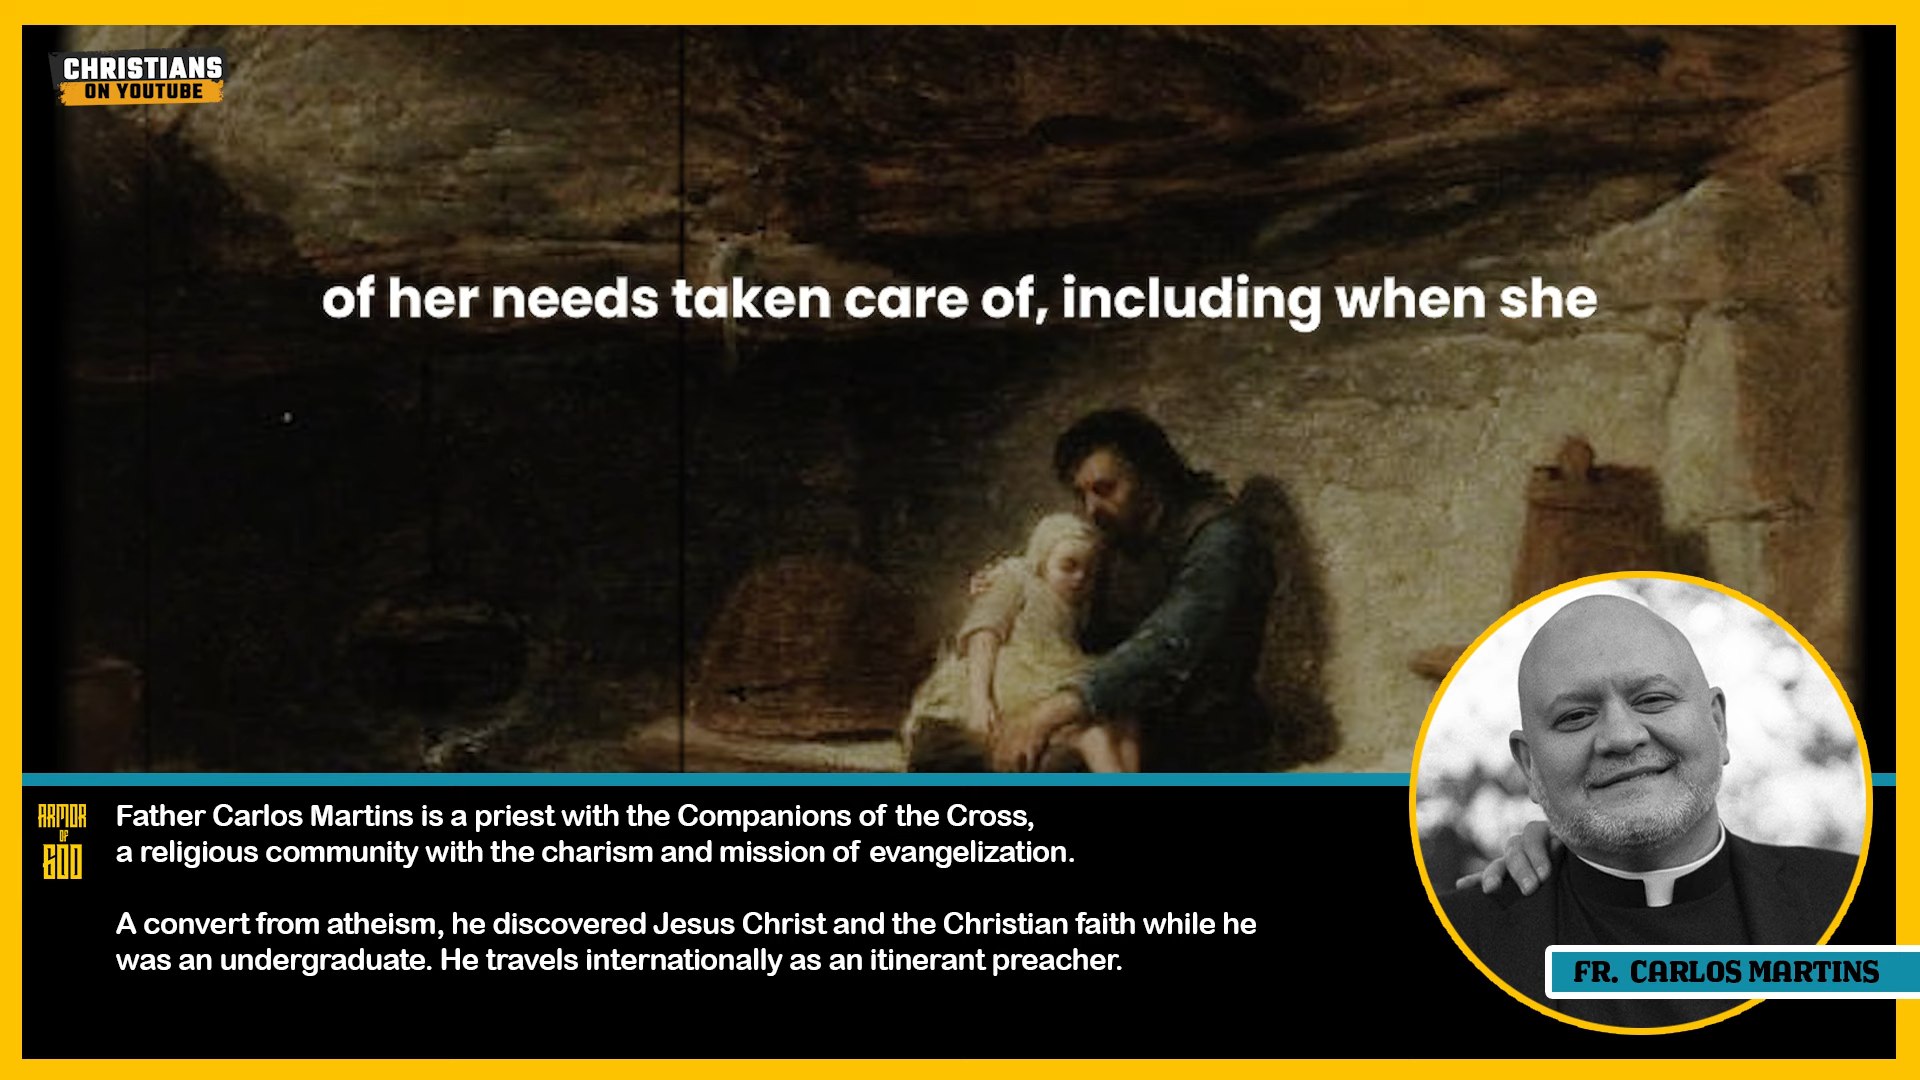 CHRISTIANS
ON YOUTUBE
of her needs taken care of, including when she
ARMOR
OF
GOD
Father Carlos Martins is a priest with the Companions of the Cross,
a religious community with the charism and mission of evangelization.
A convert from atheism, he discovered Jesus Christ and the Christian faith while he
was an undergraduate. He travels internationally as an itinerant preacher.
FR. CARLOS MARTINS